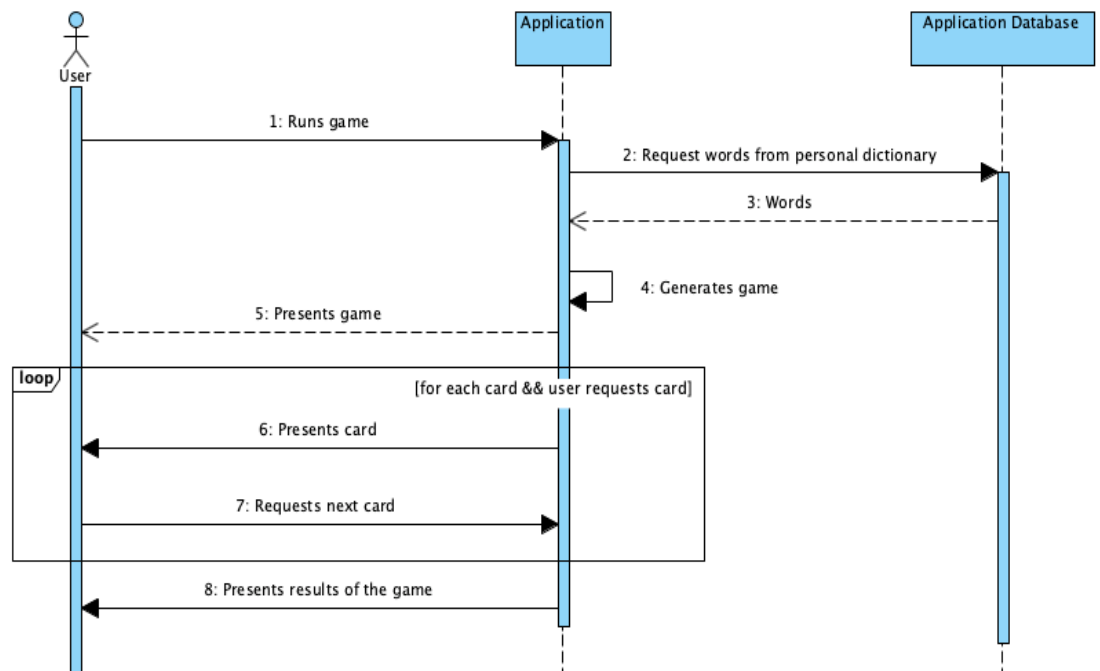 Application
Application Database
User
1: Runs game
2: Request words from personal dictionary
3: Words
4: Generates game
5: Presents game
loop
[for each card && user requests card]
6: Presents card
7: Requests next card
8: Presents results of the game